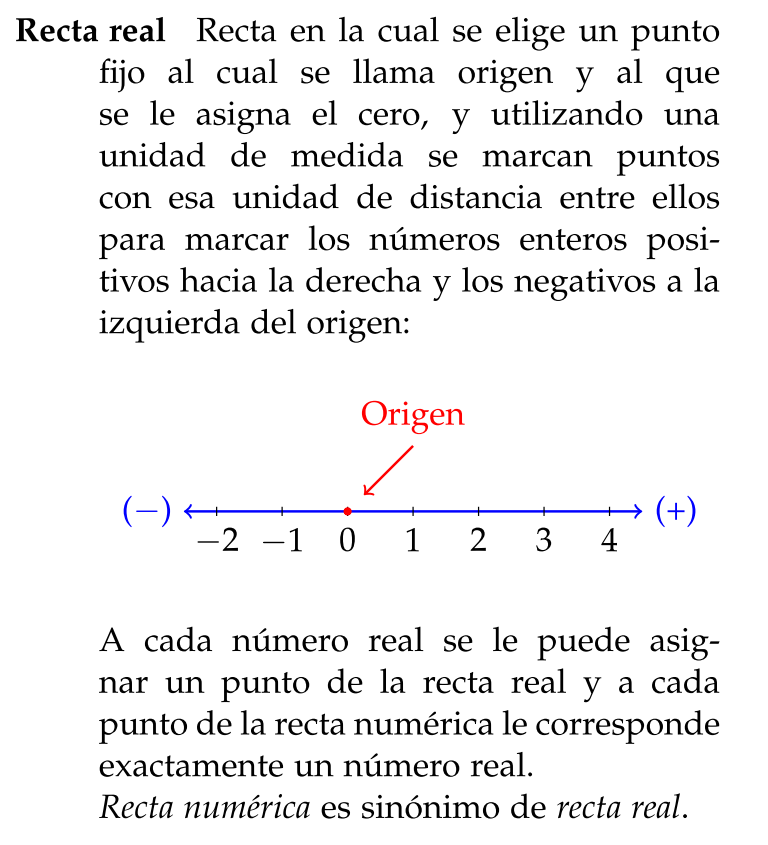 Recta real Recta en la cual se elige un punto
fijo al cual se llama origen y al que
se le asigna el cero, y utilizando una
unidad de medida se marcan puntos
con esa unidad de distancia entre ellos
para marcar los números enteros posi-
tivos hacia la derecha y los negativos a la
izquierda del origen:
Origen
(−) (+)
−2 −1 0 1 2 3 4
A cada número real se le puede asig-
nar un punto de la recta real y a cada
punto de la recta numérica le corresponde
exactamente un número real.
Recta numérica es sinónimo de recta real.